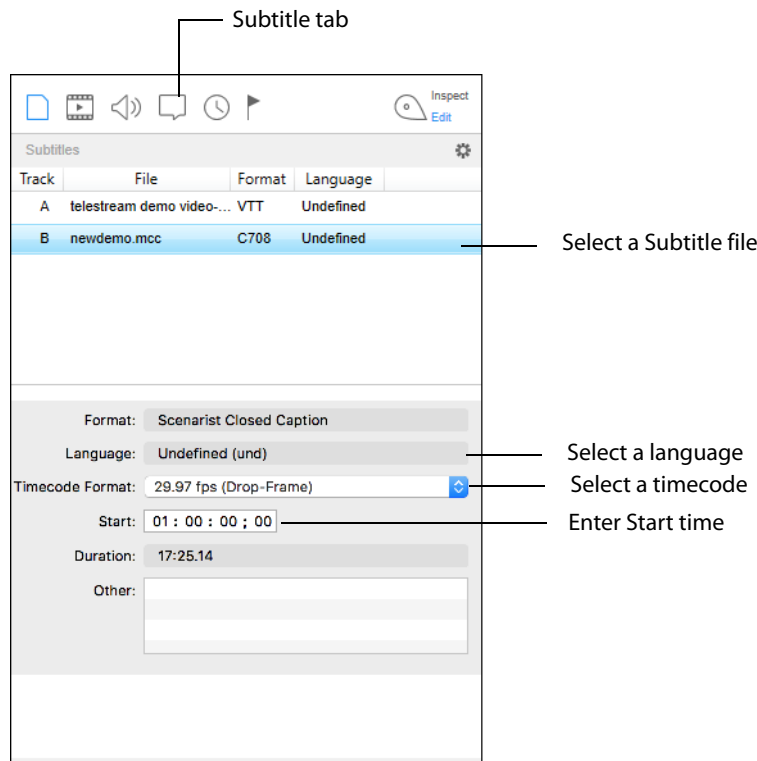 Subtitle tab
Inspect
Edit
Subtitles
Track File Format Language
A telestream demo video-... VTT Undefined
B newdemo.mcc C708 Undefined
Select a Subtitle file
Format: Scenarist Closed Caption
Language: Undefined (und) Select a language
Timecode Format: 29.97 fps (Drop-Frame) Select a timecode
Start: 01 : 00 : 00 ; 00 Enter Start time
Duration: 17:25.14
Other: